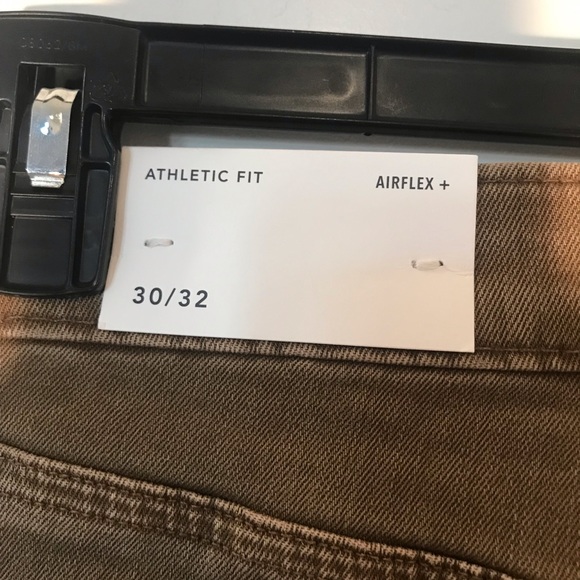 ATHLETIC FIT
AIRFLEX +
30/32